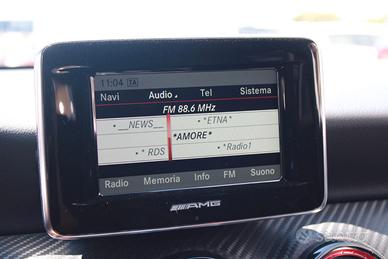 11:04 TA
Navi Audio Tel Sistema
FM 88.6 MHz
•__NEWS__ •*ETNA*
*AMORE*
•* RDS •*Radio1
Radio Memoria Info FM Suono
AMG